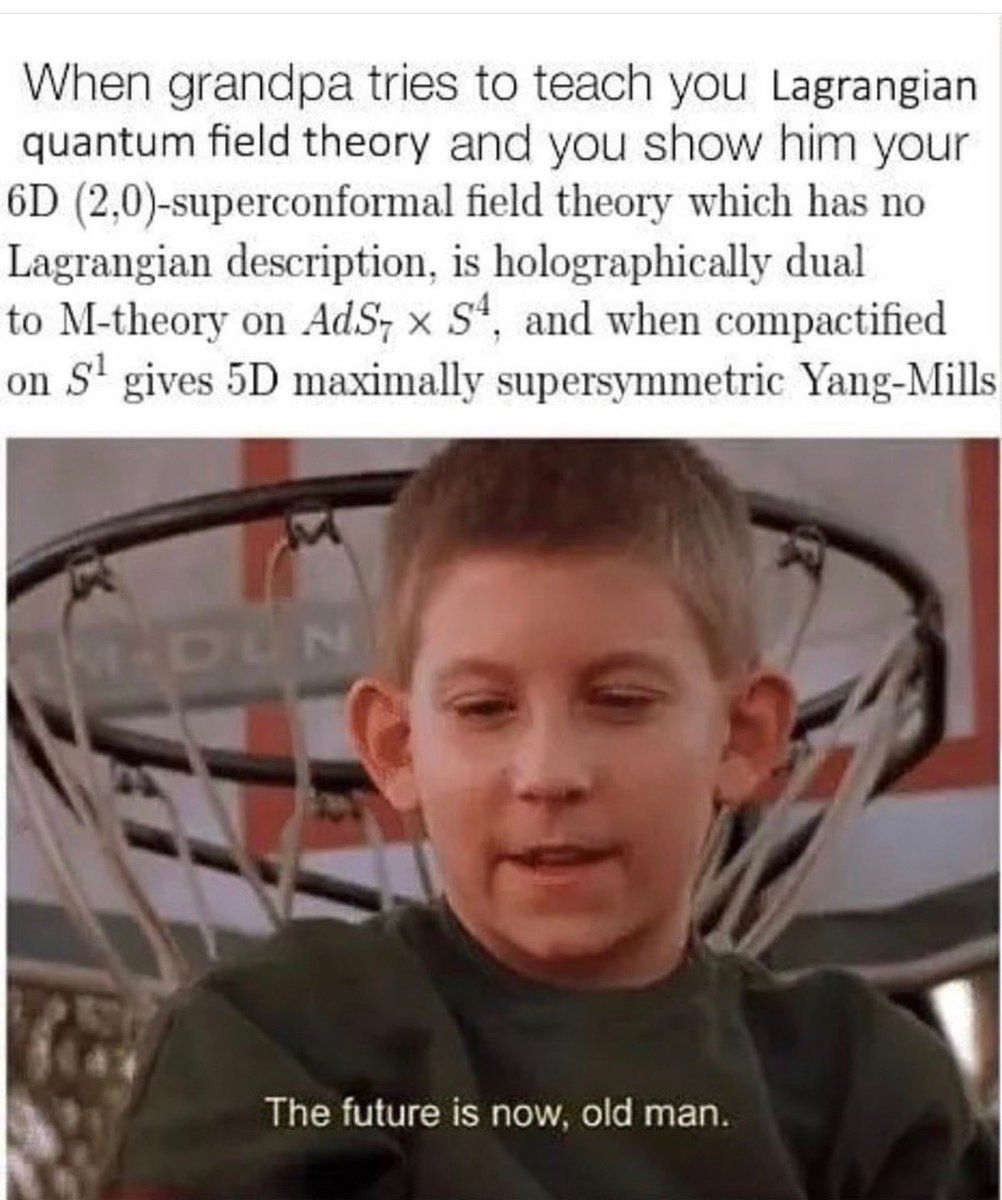 When grandpa tries to teach you Lagrangian
quantum field theory and you show him your
6D (2,0)-superconformal field theory which has no
Lagrangian description, is holographically dual
to M-theory on AdS₇ × S⁴, and when compactified
on S¹ gives 5D maximally supersymmetric Yang-Mills
The future is now, old man.